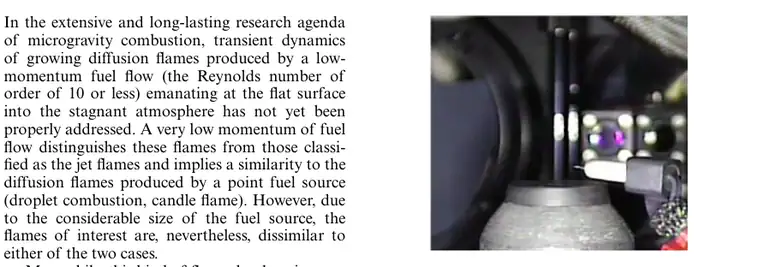 In the extensive and long-lasting research agenda
of microgravity combustion, transient dynamics
of growing diffusion flames produced by a low-
momentum fuel flow (the Reynolds number of
order of 10 or less) emanating at the flat surface
into the stagnant atmosphere has not yet been
properly addressed. A very low momentum of fuel
flow distinguishes these flames from those classi-
fied as the jet flames and implies a similarity to the
diffusion flames produced by a point fuel source
(droplet combustion, candle flame). However, due
to the considerable size of the fuel source, the
flames of interest are, nevertheless, dissimilar to
either of the two cases.